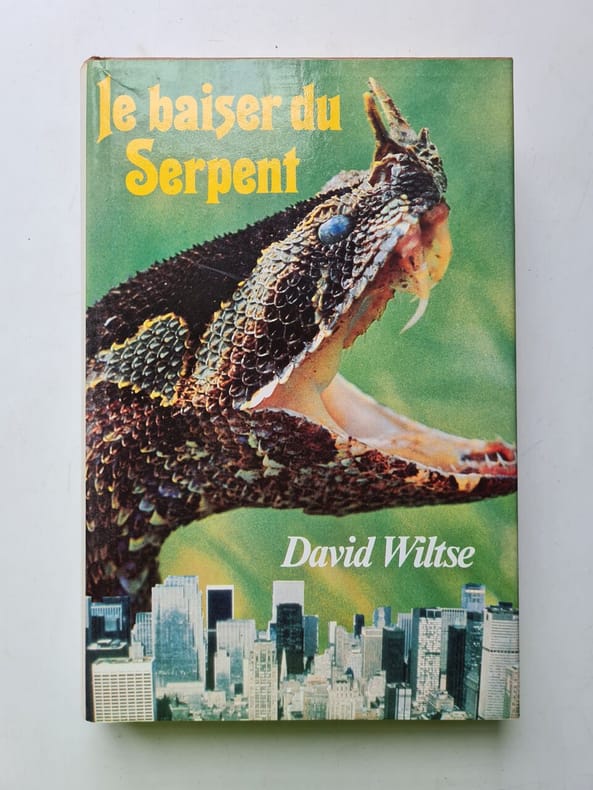 le baiser du
Serpent
David Wiltse